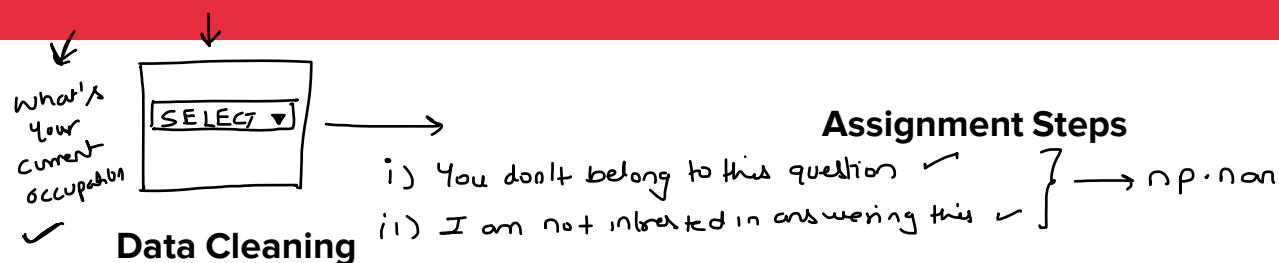 What's
your
current
occupation
SELECT
Assignment Steps
i) You don't belong to this question
ii) I am not intrested in answering this
np.nan
Data Cleaning